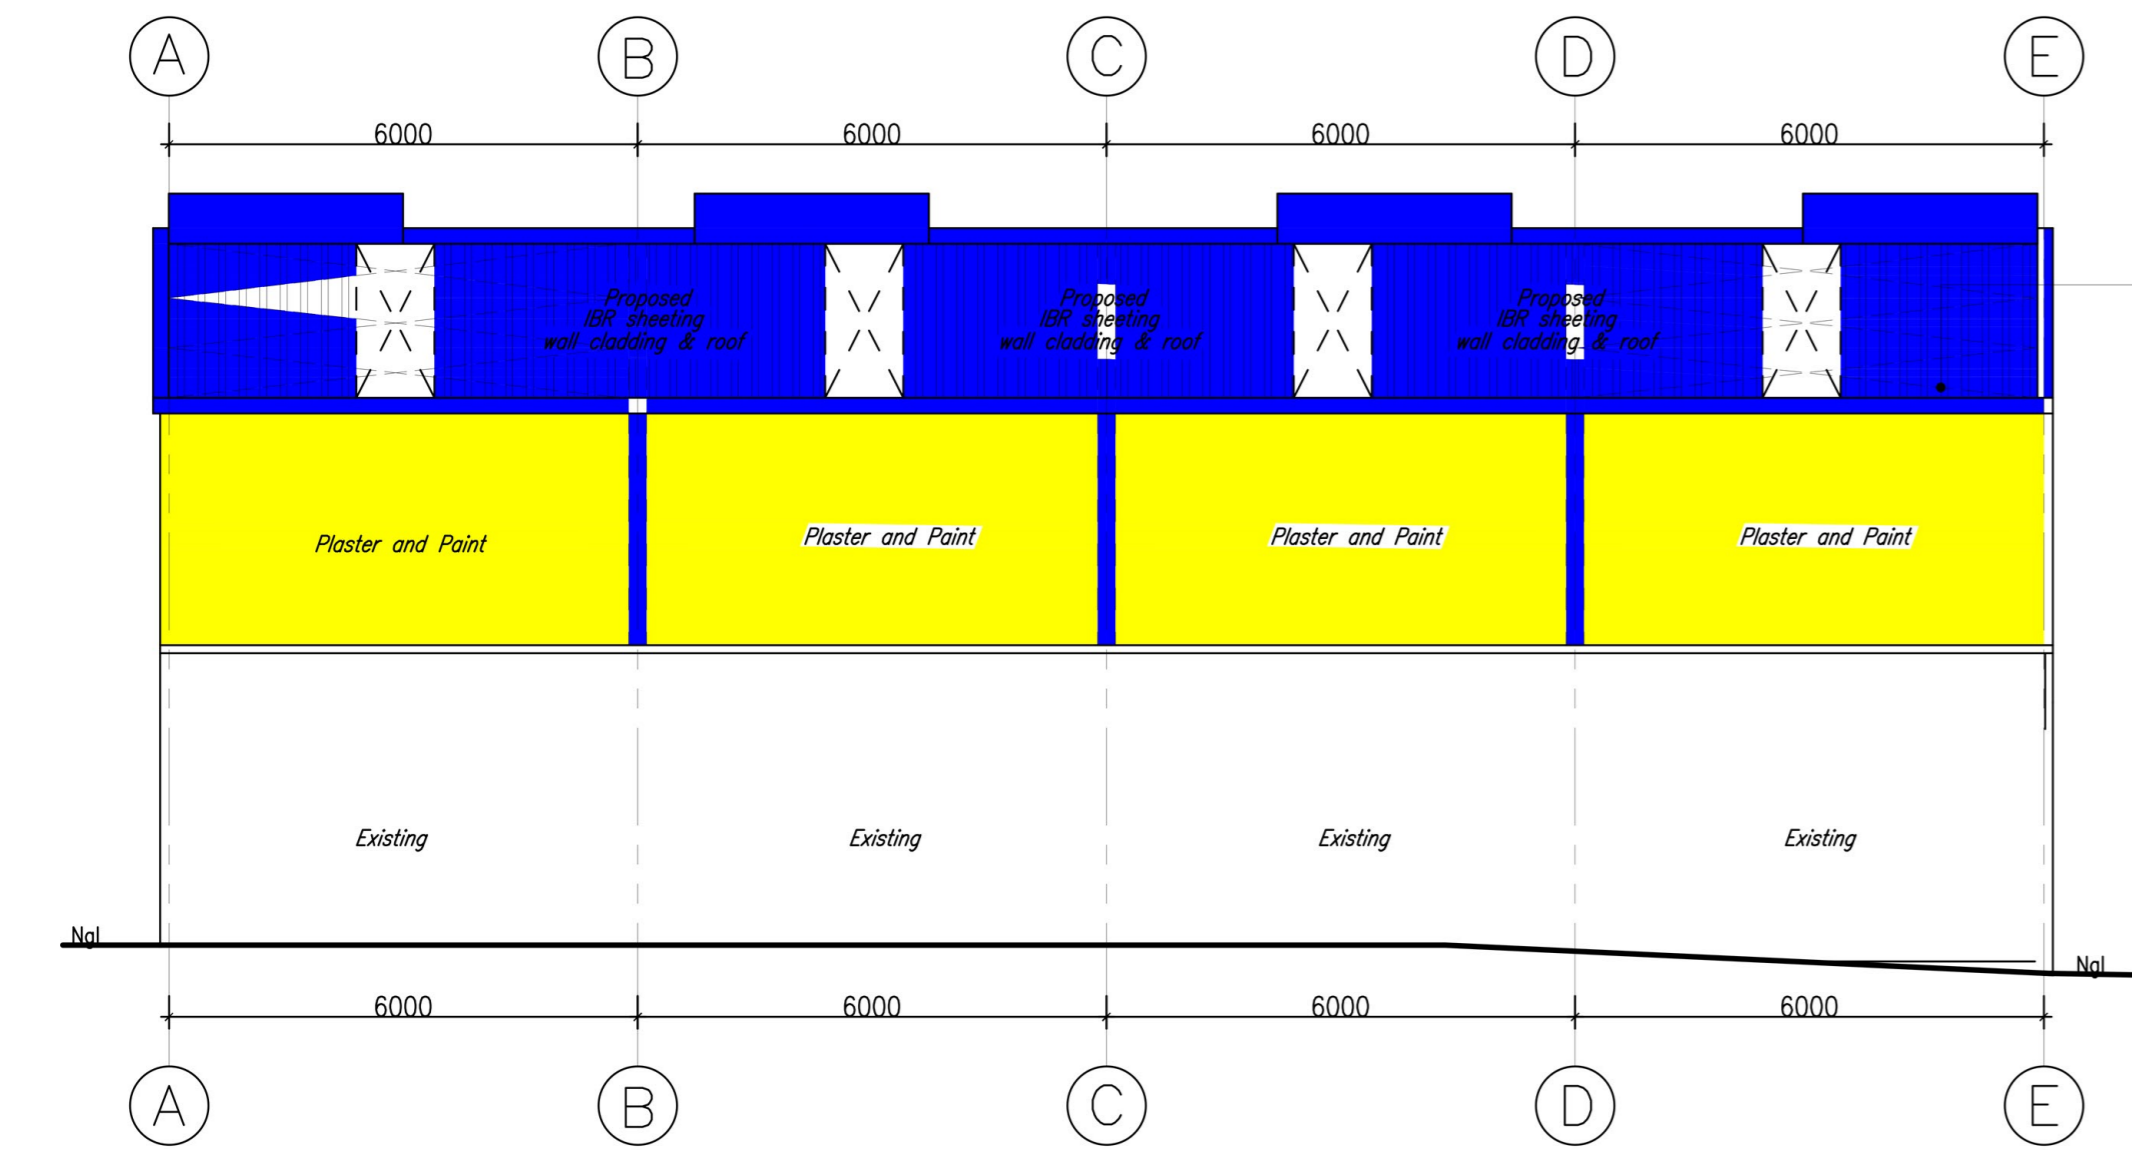 A B C D E
6000 6000 6000 6000
Proposed
IBR sheeting
wall cladding & roof
Proposed
IBR sheeting
wall cladding & roof
Proposed
IBR sheeting
wall cladding & roof
Plaster and Paint
Plaster and Paint
Plaster and Paint
Plaster and Paint
Existing
Existing
Existing
Existing
Ngl
Ngl
6000 6000 6000 6000
A B C D E